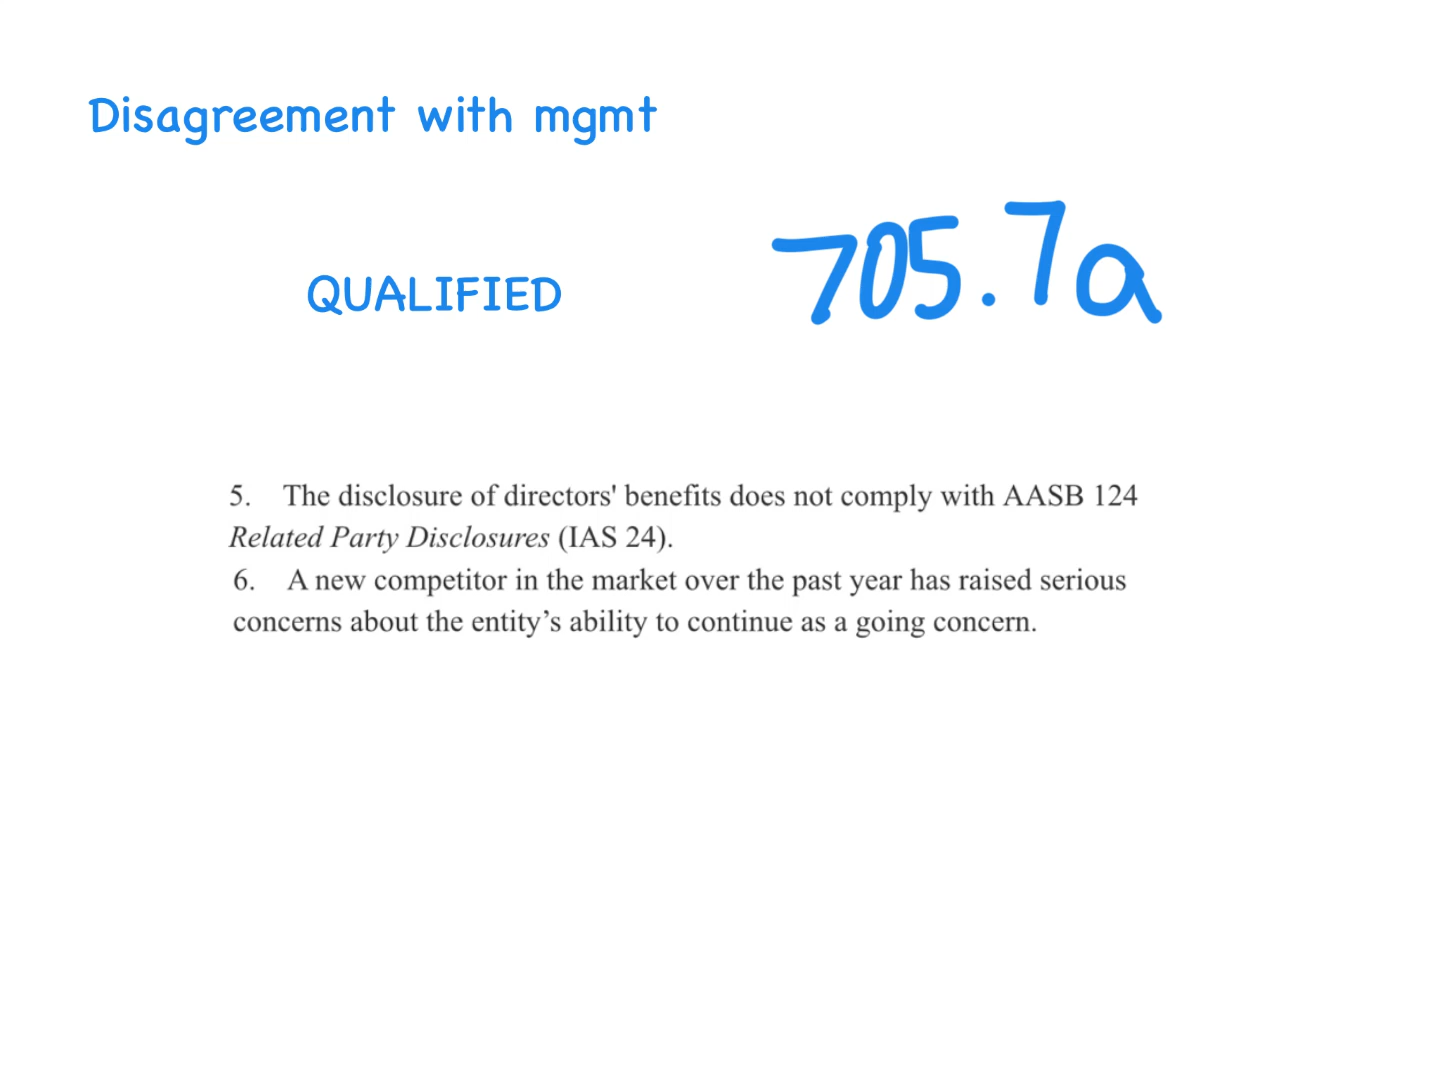 Disagreement with mgmt
QUALIFIED
705.7a
5. The disclosure of directors' benefits does not comply with AASB 124
Related Party Disclosures (IAS 24).
6. A new competitor in the market over the past year has raised serious
concerns about the entity’s ability to continue as a going concern.